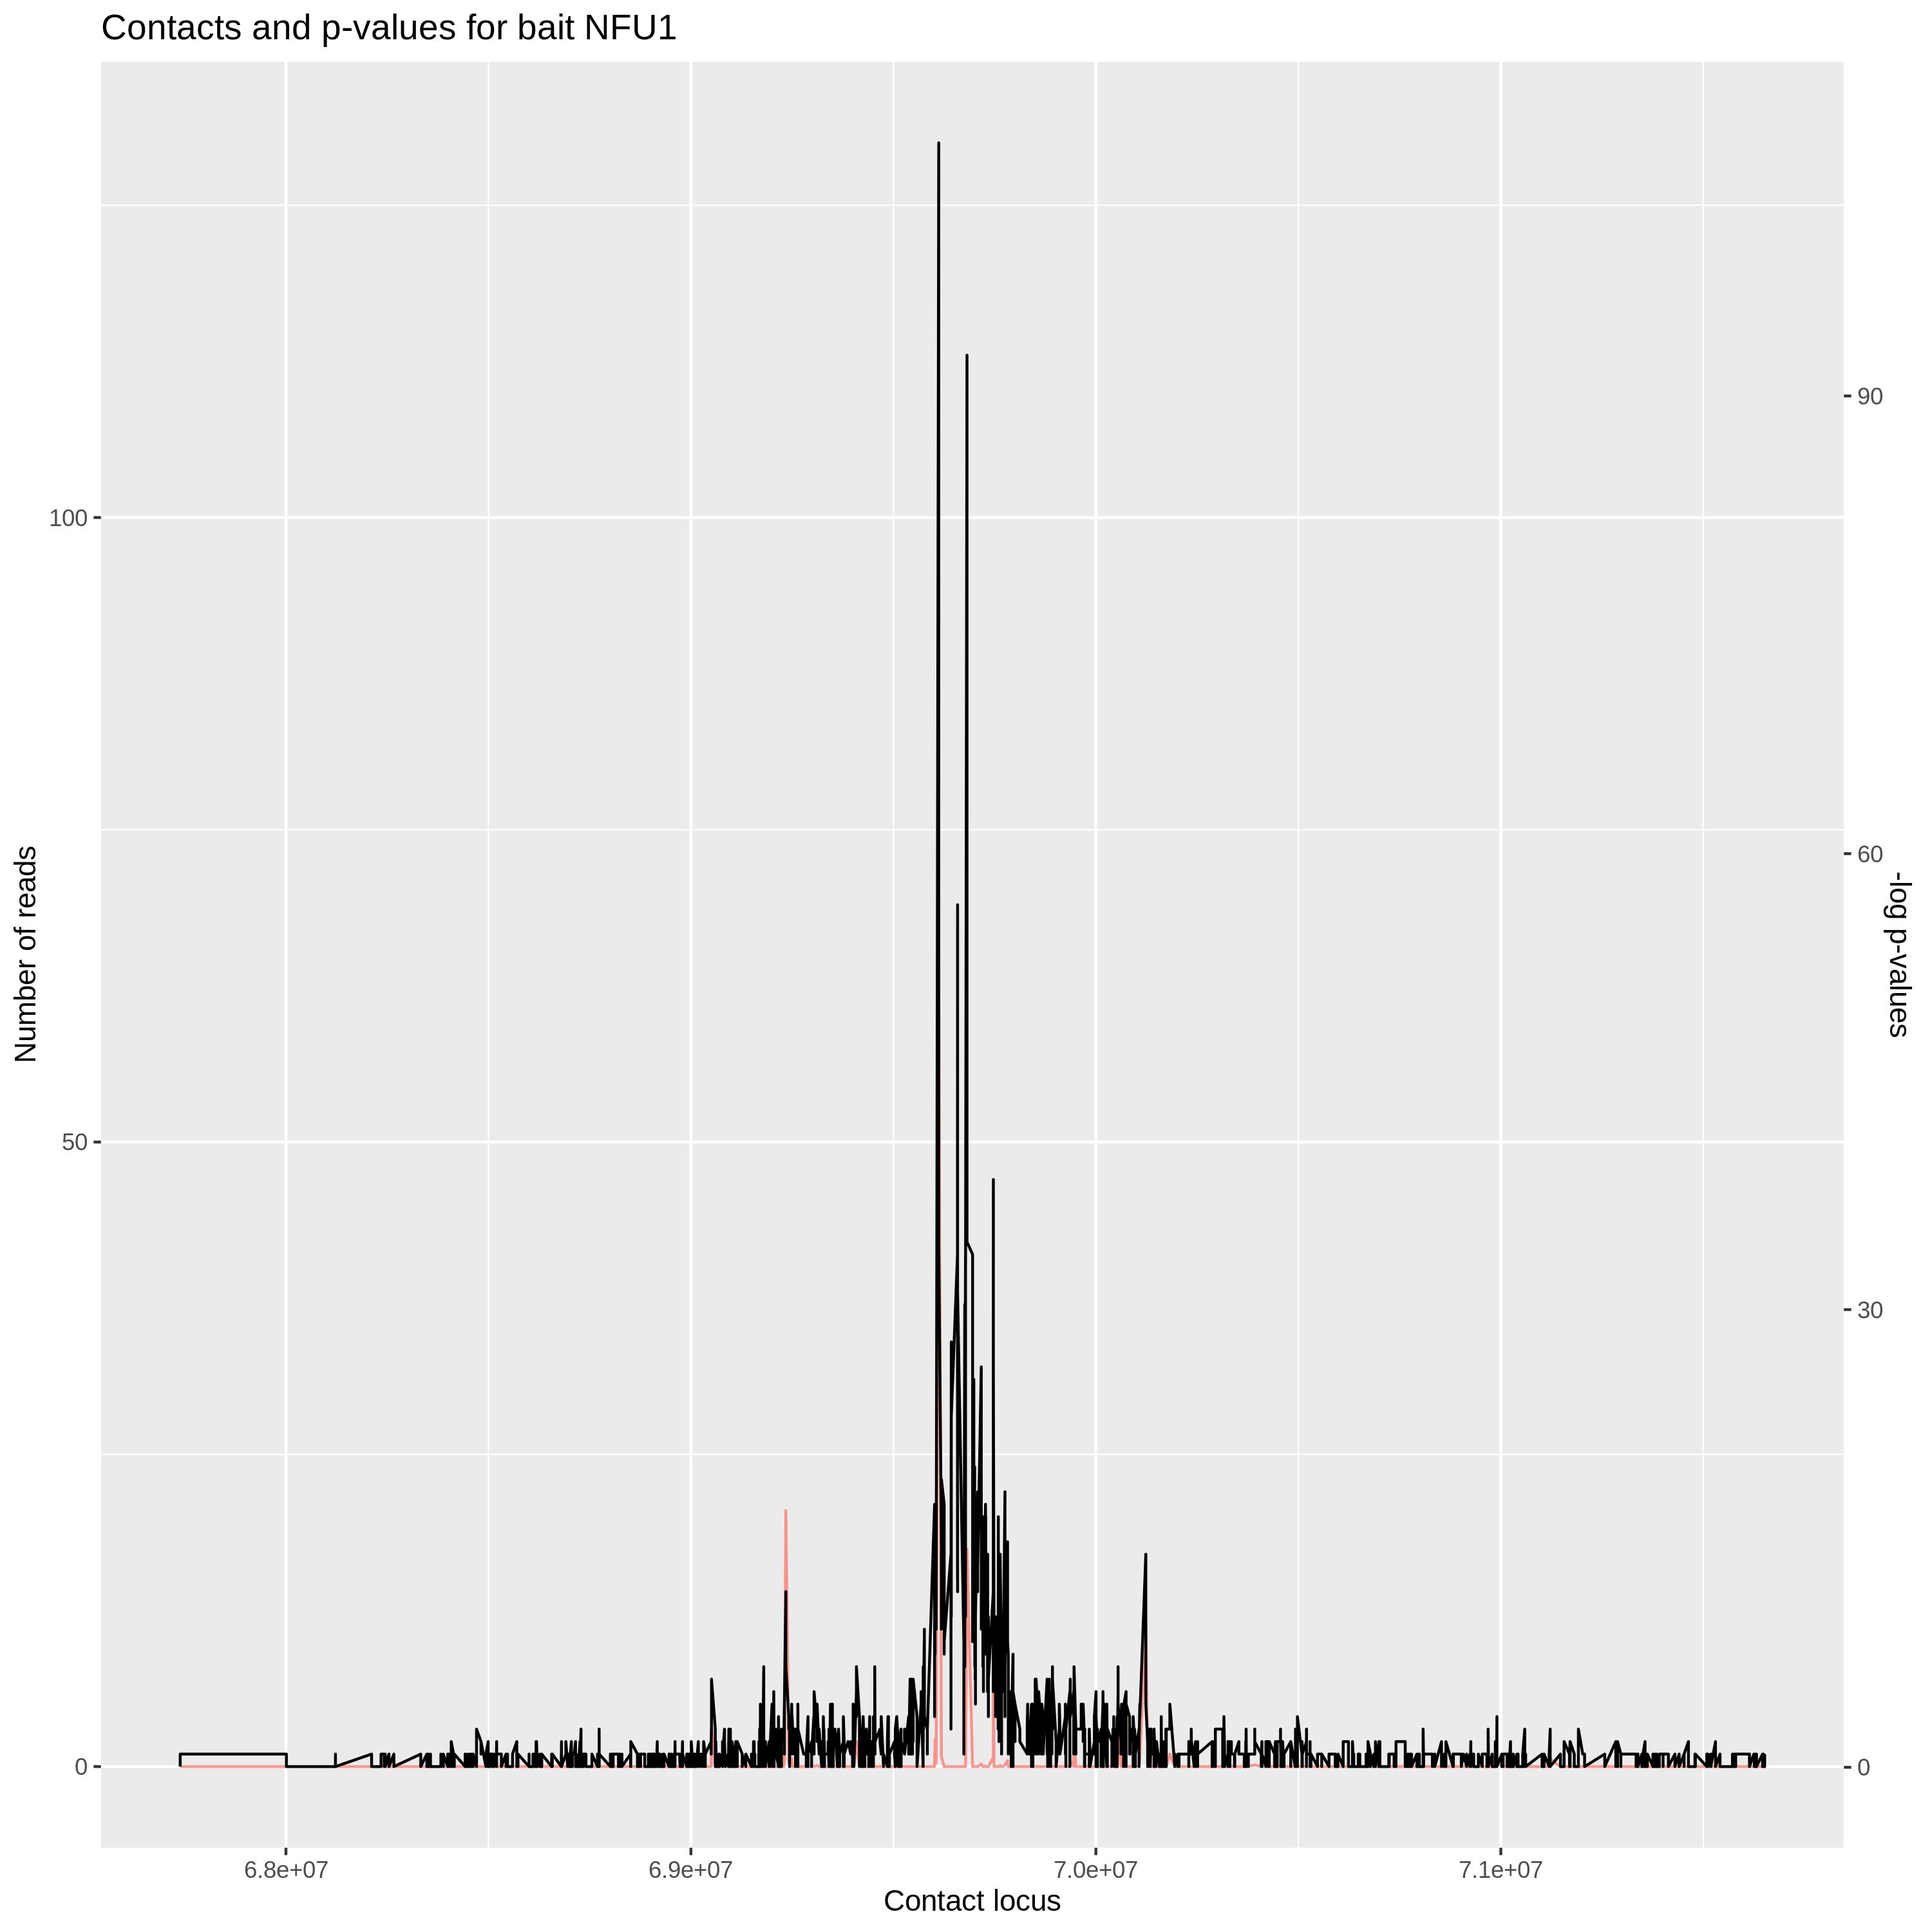 Contacts and p-values for bait NFU1
Number of reads
100
50
0
90
60
30
0
-log p-values
6.8e+07 6.9e+07 7.0e+07 7.1e+07
Contact locus